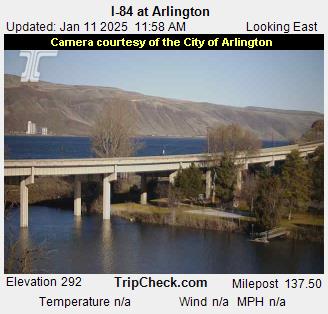 I-84 at Arlington
Updated: Jan 11 2025 11:58 AM Looking East
Camera courtesy of the City of Arlington
Elevation 292 TripCheck.com Milepost 137.50
Temperature n/a Wind n/a MPH n/a